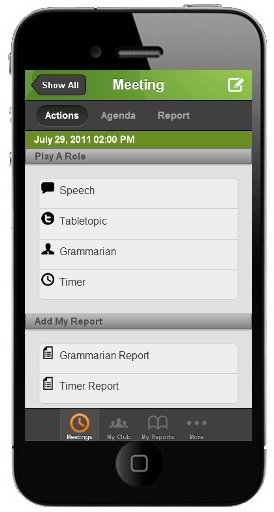 Show All Meeting
Actions Agenda Report
July 29, 2011 02:00 PM
Play A Role
Speech
Tabletopic
Grammarian
Timer
Add My Report
Grammarian Report
Timer Report
Meetings My Club My Reports More